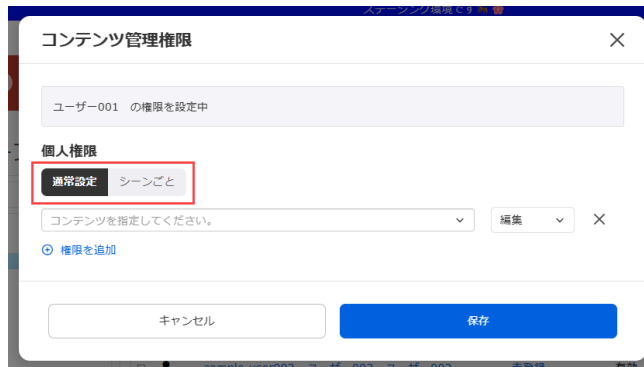 ステージング環境です
コンテンツ管理権限
ユーザー001 の権限を設定中
個人権限
通常設定 シーンごと
コンテンツを指定してください。 編集
権限を追加
キャンセル 保存